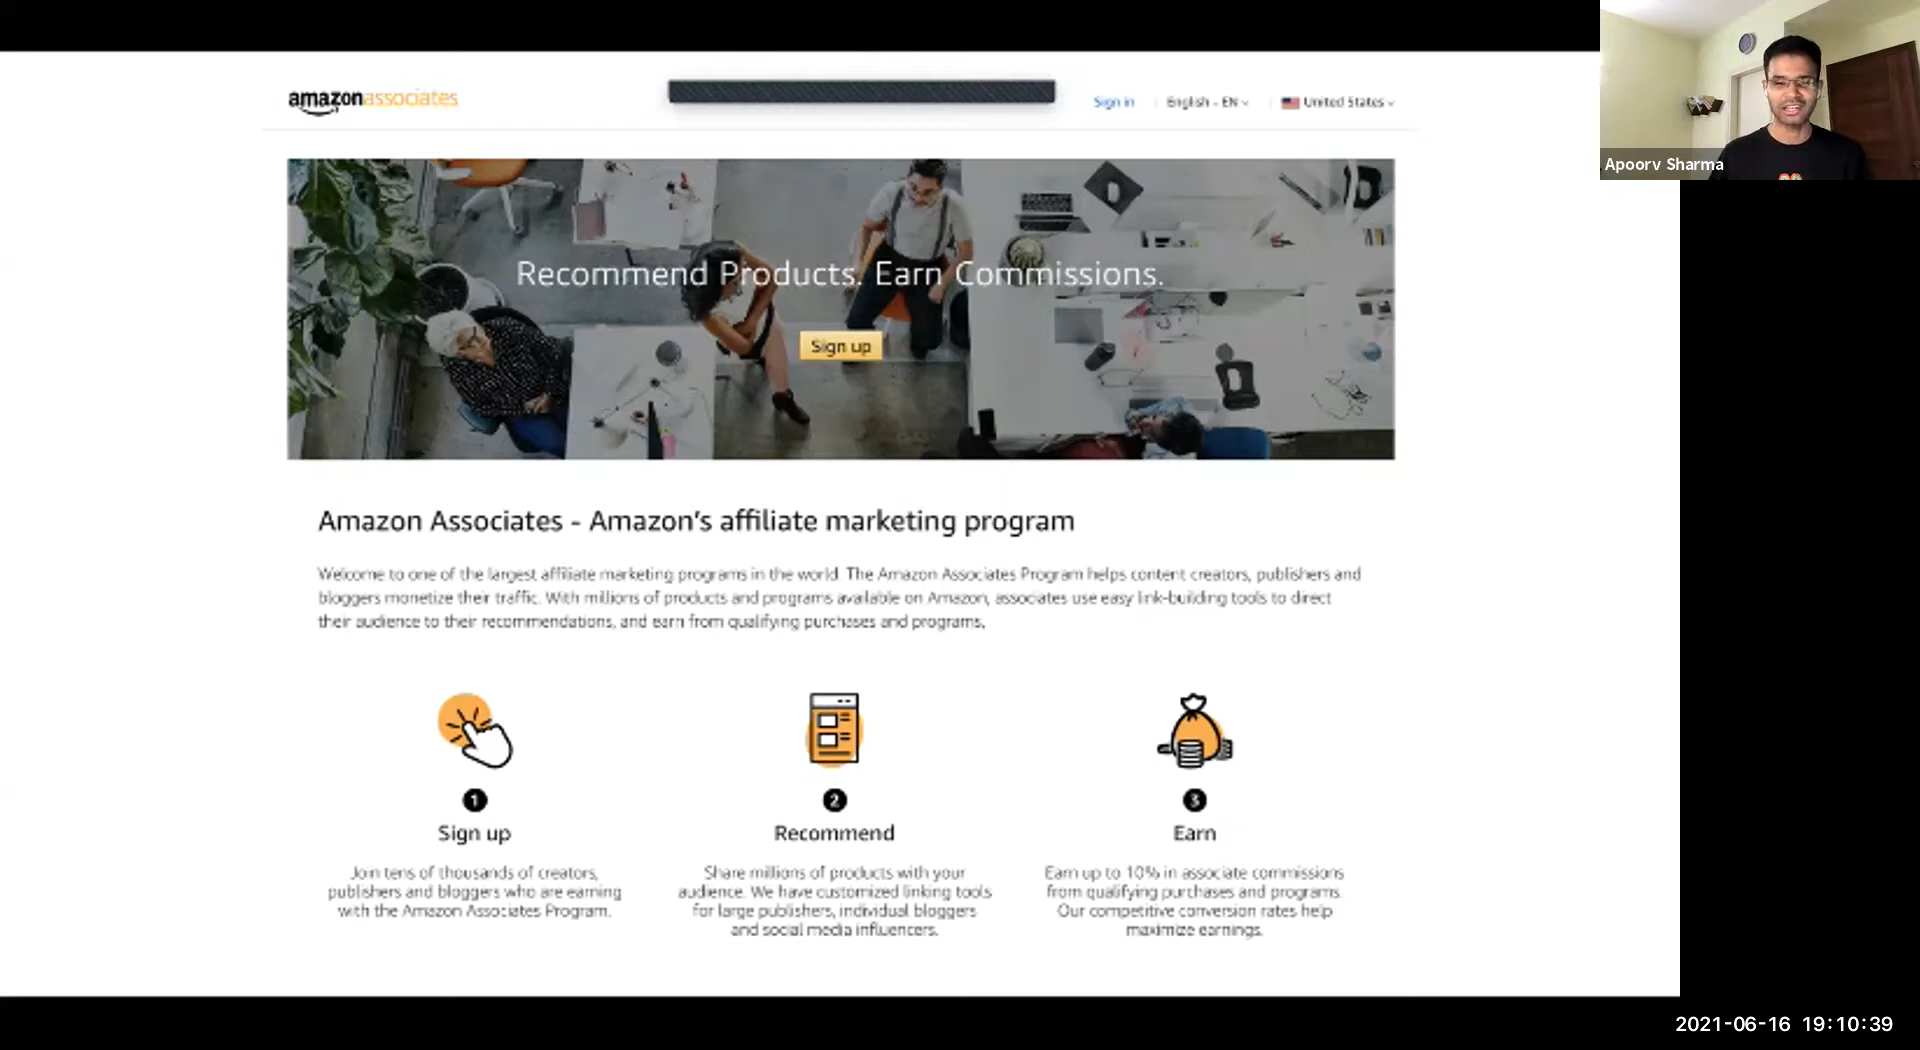 amazonassociates
Sign in
English - EN
United States
Apoorv Sharma
Recommend Products. Earn Commissions.
Sign up
Amazon Associates - Amazon's affiliate marketing program
Welcome to one of the largest affiliate marketing programs in the world. The Amazon Associates Program helps content creators, publishers and
bloggers monetize their traffic. With millions of products and programs available on Amazon, associates use easy link-building tools to direct
their audience to their recommendations, and earn from qualifying purchases and programs.
1
Sign up
Join tens of thousands of creators,
publishers and bloggers who are earning
with the Amazon Associates Program.
2
Recommend
Share millions of products with your
audience. We have customized linking tools
for large publishers, individual bloggers
and social media influencers.
3
Earn
Earn up to 10% in associate commissions
from qualifying purchases and programs.
Our competitive conversion rates help
maximize earnings.
2021-06-16 19:10:39